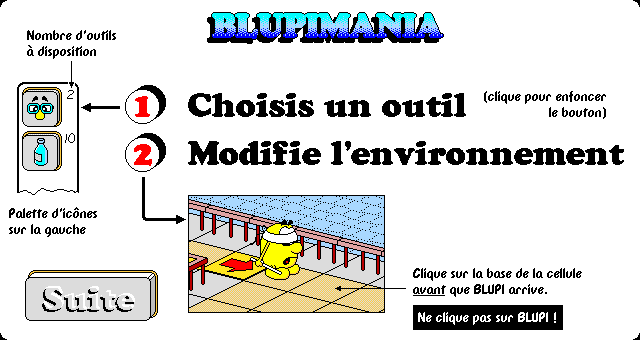 BLUPIMANIA
Nombre d'outils
à disposition
2
10
1 Choisis un outil
(clique pour enfoncer
le bouton)
2 Modifie l'environnement
Palette d'icônes
sur la gauche
Clique sur la base de la cellule
avant que BLUPI arrive.
Ne clique pas sur BLUPI !
Suite